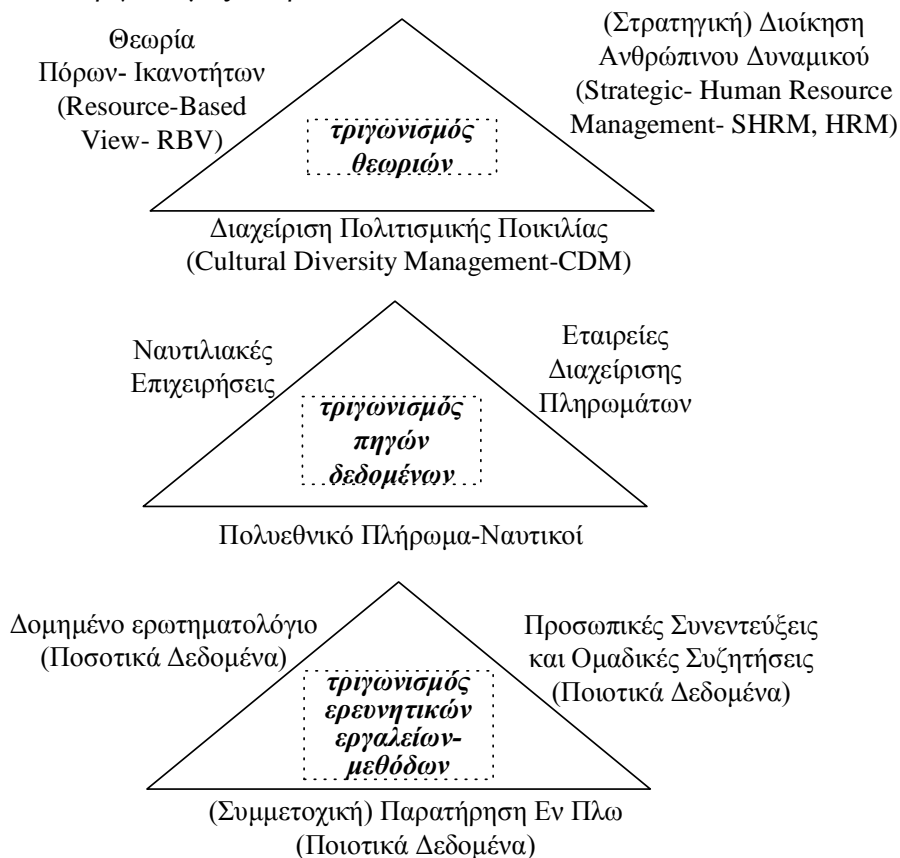 Θεωρία
Πόρων- Ικανοτήτων
(Resource-Based
View- RBV)
(Στρατηγική) Διοίκηση
Ανθρώπινου Δυναμικού
(Strategic- Human Resource
Management- SHRM, HRM)
τριγωνισμός
θεωριών
Διαχείριση Πολιτισμικής Ποικιλίας
(Cultural Diversity Management-CDM)
Ναυτιλιακές
Επιχειρήσεις
Εταιρείες
Διαχείρισης
Πληρωμάτων
τριγωνισμός
πηγών
δεδομένων
Πολυεθνικό Πλήρωμα-Ναυτικοί
Δομημένο ερωτηματολόγιο
(Ποσοτικά Δεδομένα)
Προσωπικές Συνεντεύξεις
και Ομαδικές Συζητήσεις
(Ποιοτικά Δεδομένα)
τριγωνισμός
ερευνητικών
εργαλείων-
μεθόδων
(Συμμετοχική) Παρατήρηση Εν Πλω
(Ποιοτικά Δεδομένα)